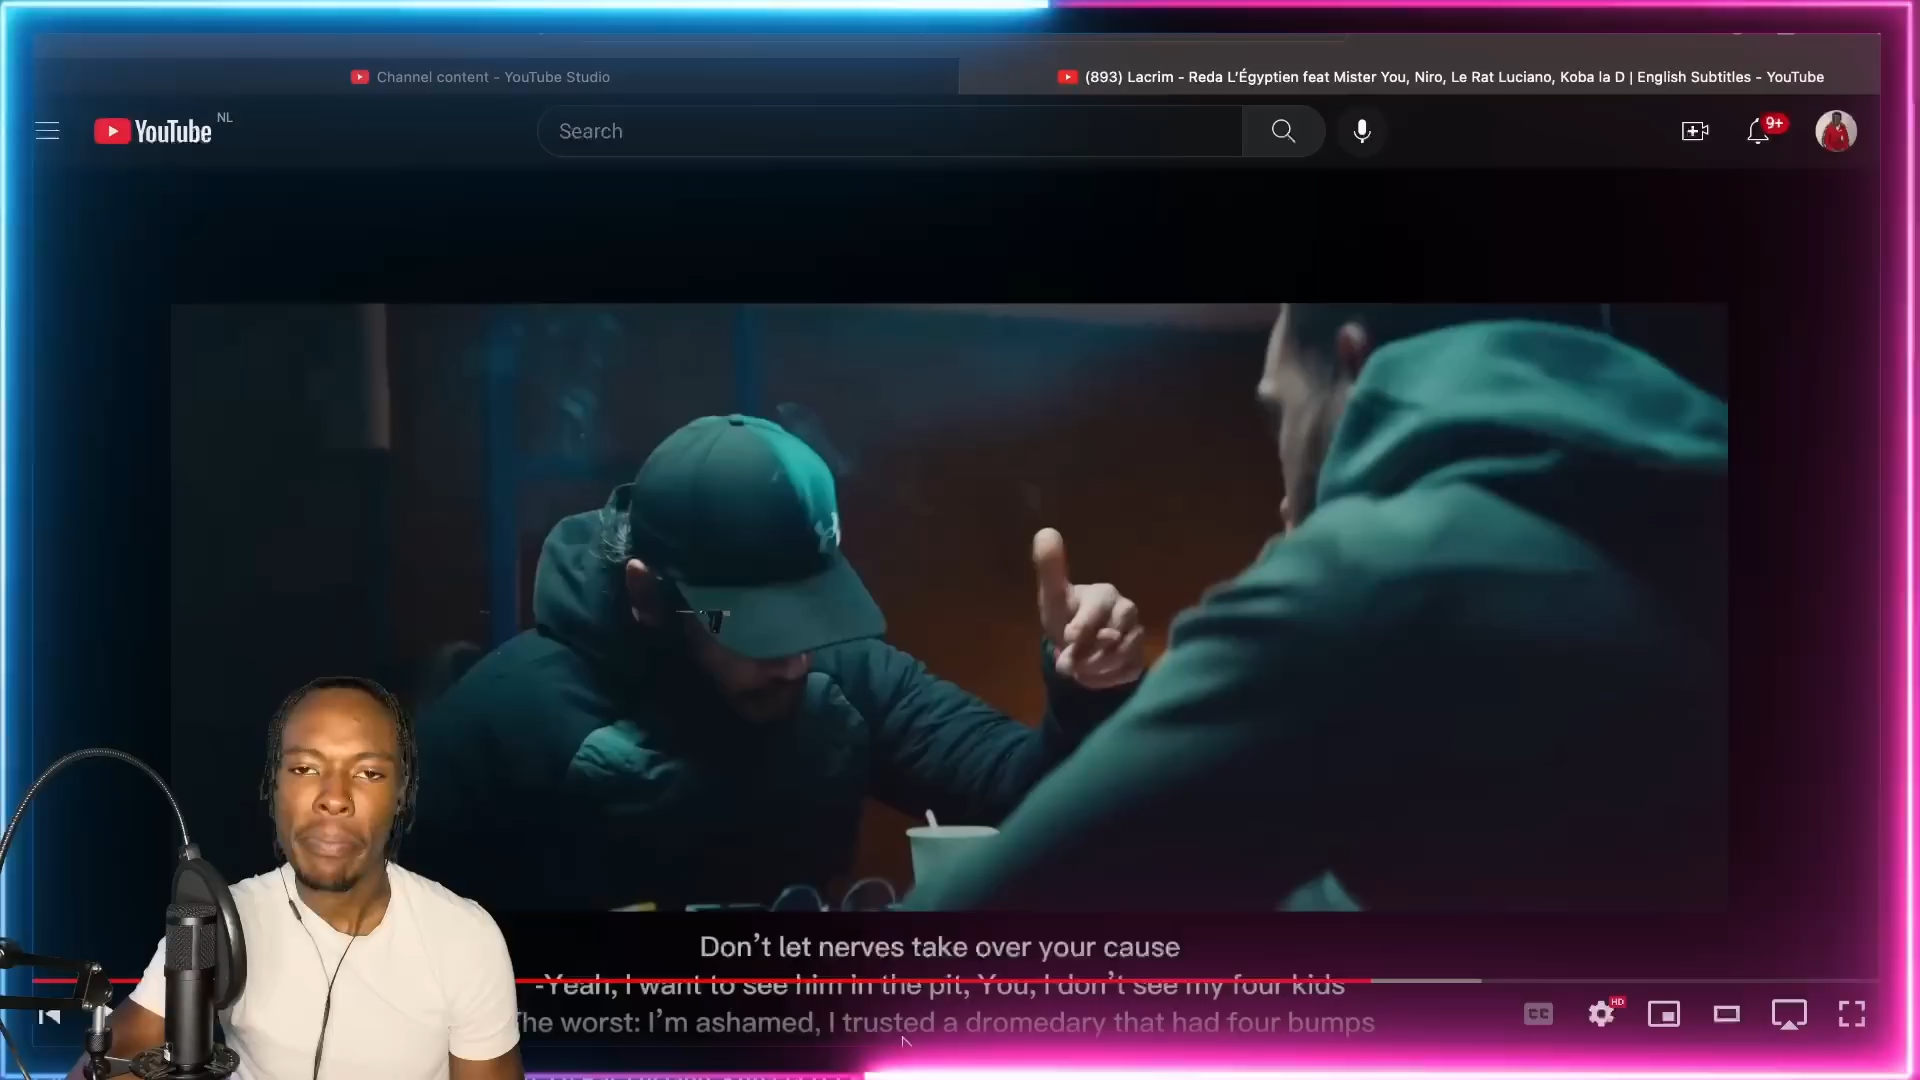 Channel content - YouTube Studio
(893) Lacrim - Reda L'Égyptien feat Mister You, Niro, Le Rat Luciano, Koba la D | English Subtitles - YouTube
YouTube NL
Search
9+
Don't let nerves take over your cause
-Yeah, I want to see him in the pit, You, I don't see my four kids
The worst: I'm ashamed, I trusted a dromedary that had four bumps
CC
HD